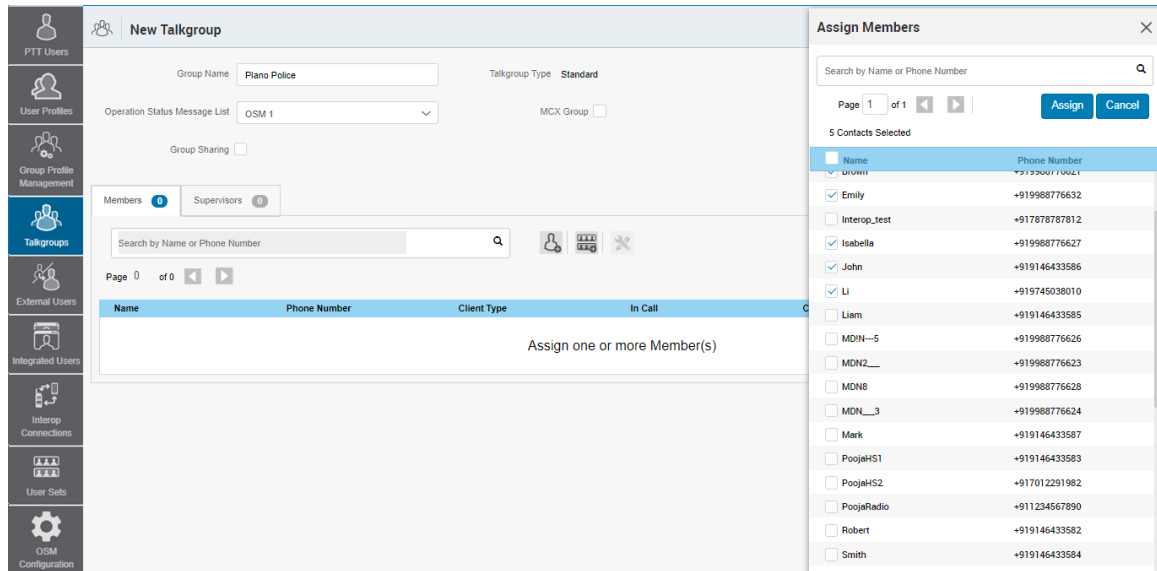 PTT Users
User Profiles
Group Profile
Management
Talkgroups
External Users
Integrated Users
Interop
Connections
User Sets
OSM
Configuration
New Talkgroup
Group Name Plano Police Talkgroup Type Standard
Operation Status Message List OSM 1 MCX Group
Group Sharing
Members 0 Supervisors 0
Search by Name or Phone Number
Page 0 of 0
Name Phone Number Client Type In Call C
Assign one or more Member(s)
Assign Members
Search by Name or Phone Number
Page 1 of 1 Assign Cancel
5 Contacts Selected
Name Phone Number
Brown +919988776621
Emily +919988776632
Interop_test +917878787812
Isabella +919988776627
John +919146433586
Li +919745038010
Liam +919146433585
MD!N---5 +919988776626
MDN2___ +919988776623
MDN8 +919988776628
MDN___3 +919988776624
Mark +919146433587
PoojaHS1 +919146433583
PoojaHS2 +917012291982
PoojaRadio +911234567890
Robert +919146433582
Smith +919146433584